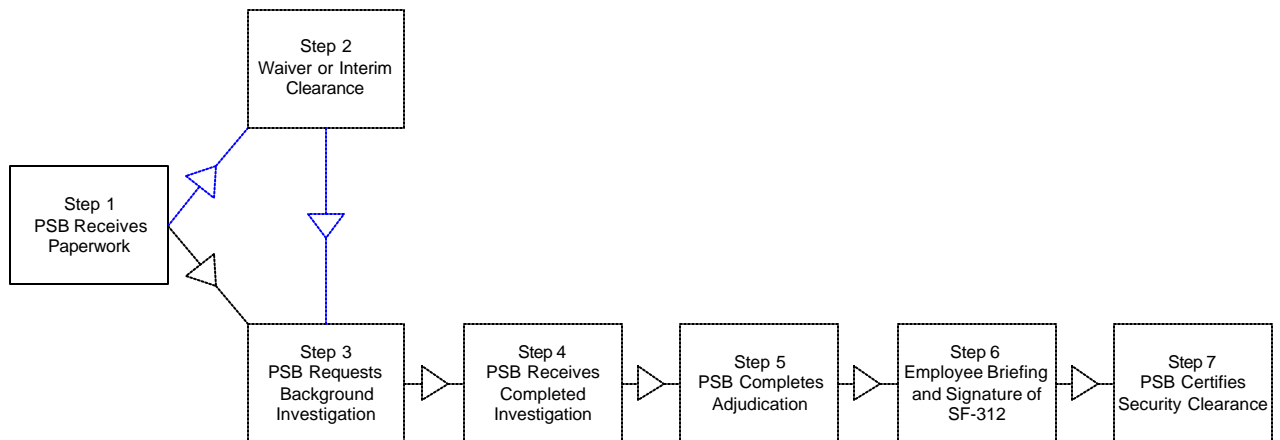 Step 2
Waiver or Interim
Clearance
Step 1
PSB Receives
Paperwork
Step 3
PSB Requests
Background
Investigation
Step 4
PSB Receives
Completed
Investigation
Step 5
PSB Completes
Adjudication
Step 6
Employee Briefing
and Signature of
SF-312
Step 7
PSB Certifies
Security Clearance